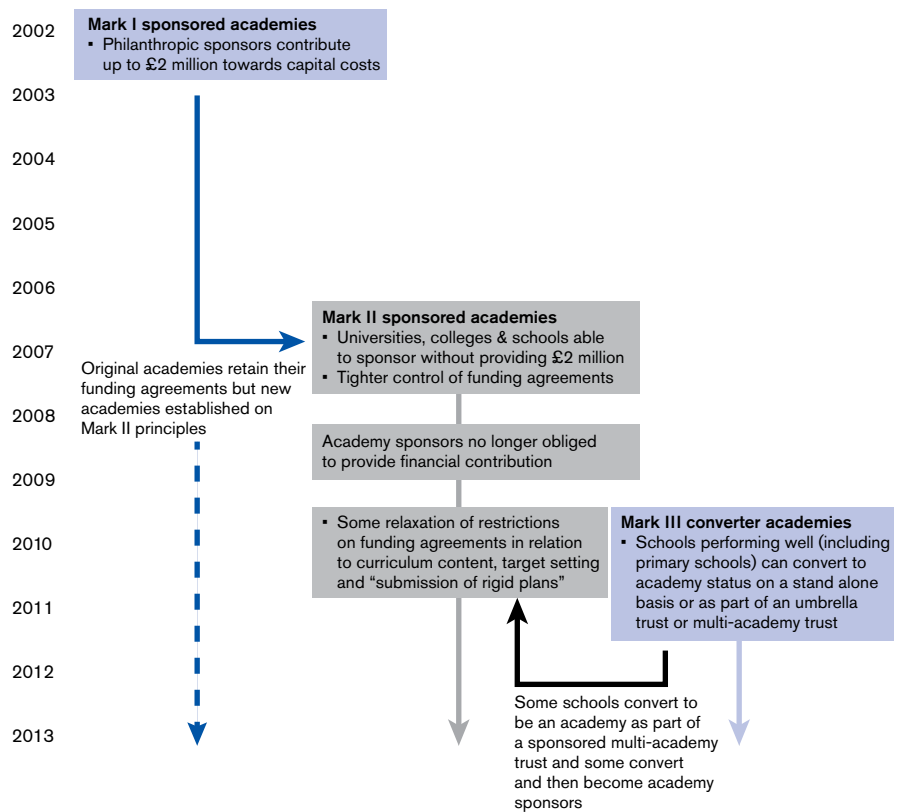 2002
2003
2004
2005
2006
2007
2008
2009
2010
2011
2012
2013
Mark I sponsored academies
▪ Philanthropic sponsors contribute
up to £2 million towards capital costs
Original academies retain their
funding agreements but new
academies established on
Mark II principles
Mark II sponsored academies
▪ Universities, colleges & schools able
to sponsor without providing £2 million
▪ Tighter control of funding agreements
Academy sponsors no longer obliged
to provide financial contribution
▪ Some relaxation of restrictions
on funding agreements in relation
to curriculum content, target setting
and “submission of rigid plans”
Mark III converter academies
▪ Schools performing well (including
primary schools) can convert to
academy status on a stand alone
basis or as part of an umbrella
trust or multi-academy trust
Some schools convert to
be an academy as part of
a sponsored multi-academy
trust and some convert
and then become academy
sponsors